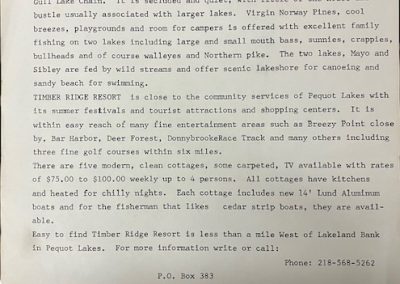 Gull Lake Chain. It is secluded and quiet, with
bustle usually associated with larger lakes. Virgin Norway Pines, cool
breezes, playgrounds and room for campers is offered with excellent family
fishing on two lakes including large and small mouth bass, sunnies, crappies,
bullheads and of course walleyes and Northern pike. The two lakes, Mayo and
Sibley are fed by wild streams and offer scenic lakeshore for canoeing and
sandy beach for swimming.
TIMBER RIDGE RESORT is close to the community services of Pequot Lakes with
its summer festivals and tourist attractions and shopping centers. It is
within easy reach of many fine entertainment areas such as Breezy Point close
by, Bar Harbor, Deer Forest, DonnybrookeRace Track and many others including
three fine golf courses within six miles.
There are five modern, clean cottages, some carpeted, TV available with rates
of $75.00 to $100.00 weekly up to 4 persons. All cottages have kitchens
and heated for chilly nights. Each cottage includes new 14' Lund Aluminum
boats and for the fisherman that likes cedar strip boats, they are avail-
able.
Easy to find Timber Ridge Resort is less than a mile West of Lakeland Bank
in Pequot Lakes. For more information write or call:
Phone: 218-568-5262
P.O. Box 383